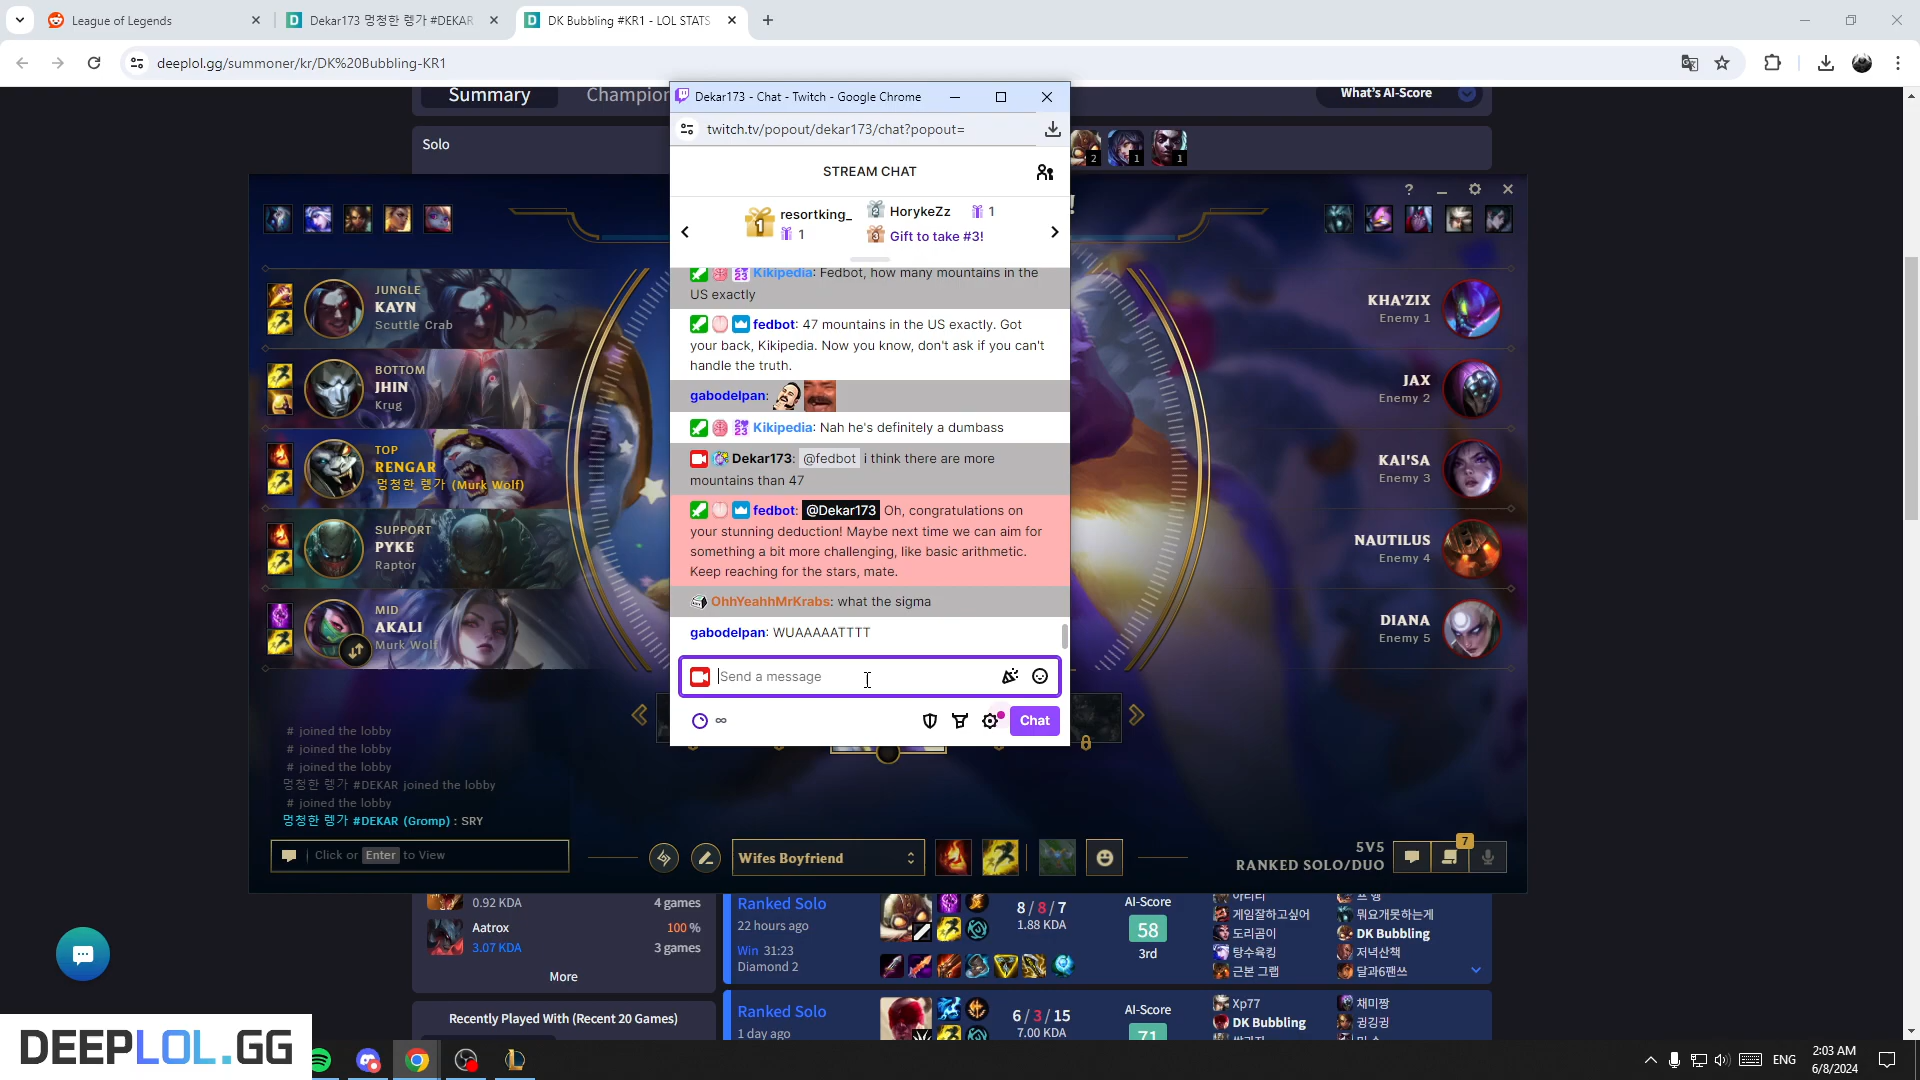 League of Legends
Dekar173 멍청한 렝가 #DEKAR
DK Bubbling #KR1 - LOL STATS
deeplol.gg/summoner/kr/DK%20Bubbling-KR1
Summary
Champion
What's AI-Score
Solo
2
1
1
Dekar173 - Chat - Twitch - Google Chrome
twitch.tv/popout/dekar173/chat?popout=
STREAM CHAT
1
resortking_
1
2
HorykeZz
1
3
Gift to take #3!
Kikipedia: Fedbot, how many mountains in the
US exactly
fedbot: 47 mountains in the US exactly. Got
your back, Kikipedia. Now you know, don't ask if you can't
handle the truth.
gabodelpan:
Kikipedia: Nah he's definitely a dumbass
Dekar173: @fedbot i think there are more
mountains than 47
fedbot: @Dekar173 Oh, congratulations on
your stunning deduction! Maybe next time we can aim for
something a bit more challenging, like basic arithmetic.
Keep reaching for the stars, mate.
OhhYeahhMrKrabs: what the sigma
gabodelpan: WUAAAAATTTT
Send a message
∞
Chat
JUNGLE
KAYN
Scuttle Crab
BOTTOM
JHIN
Krug
TOP
RENGAR
멍청한 렝가 (Murk Wolf)
SUPPORT
PYKE
Raptor
MID
AKALI
Murk Wolf
?
KHA'ZIX
Enemy 1
JAX
Enemy 2
KAI'SA
Enemy 3
NAUTILUS
Enemy 4
DIANA
Enemy 5
# joined the lobby
# joined the lobby
# joined the lobby
멍청한 렝가 #DEKAR joined the lobby
# joined the lobby
멍청한 렝가 #DEKAR (Gromp) : SRY
Click or Enter to View
Wifes Boyfriend
5V5
RANKED SOLO/DUO
7
0.92 KDA
4 games
Aatrox
100 %
3.07 KDA
3 games
More
Recently Played With (Recent 20 Games)
Ranked Solo
22 hours ago
Win 31:23
Diamond 2
8 / 8 / 7
1.88 KDA
AI-Score
58
3rd
아리리
게임잘하고싶어
도리곰이
탕수육킹
근본 그랩
뭐요개못하는게
DK Bubbling
저녁산책
달과6팬쓰
Ranked Solo
1 day ago
6 / 3 / 15
7.00 KDA
AI-Score
71
Xp77
DK Bubbling
채미짱
굉깅굉
DEEPLOL.GG
ENG
2:03 AM
6/8/2024